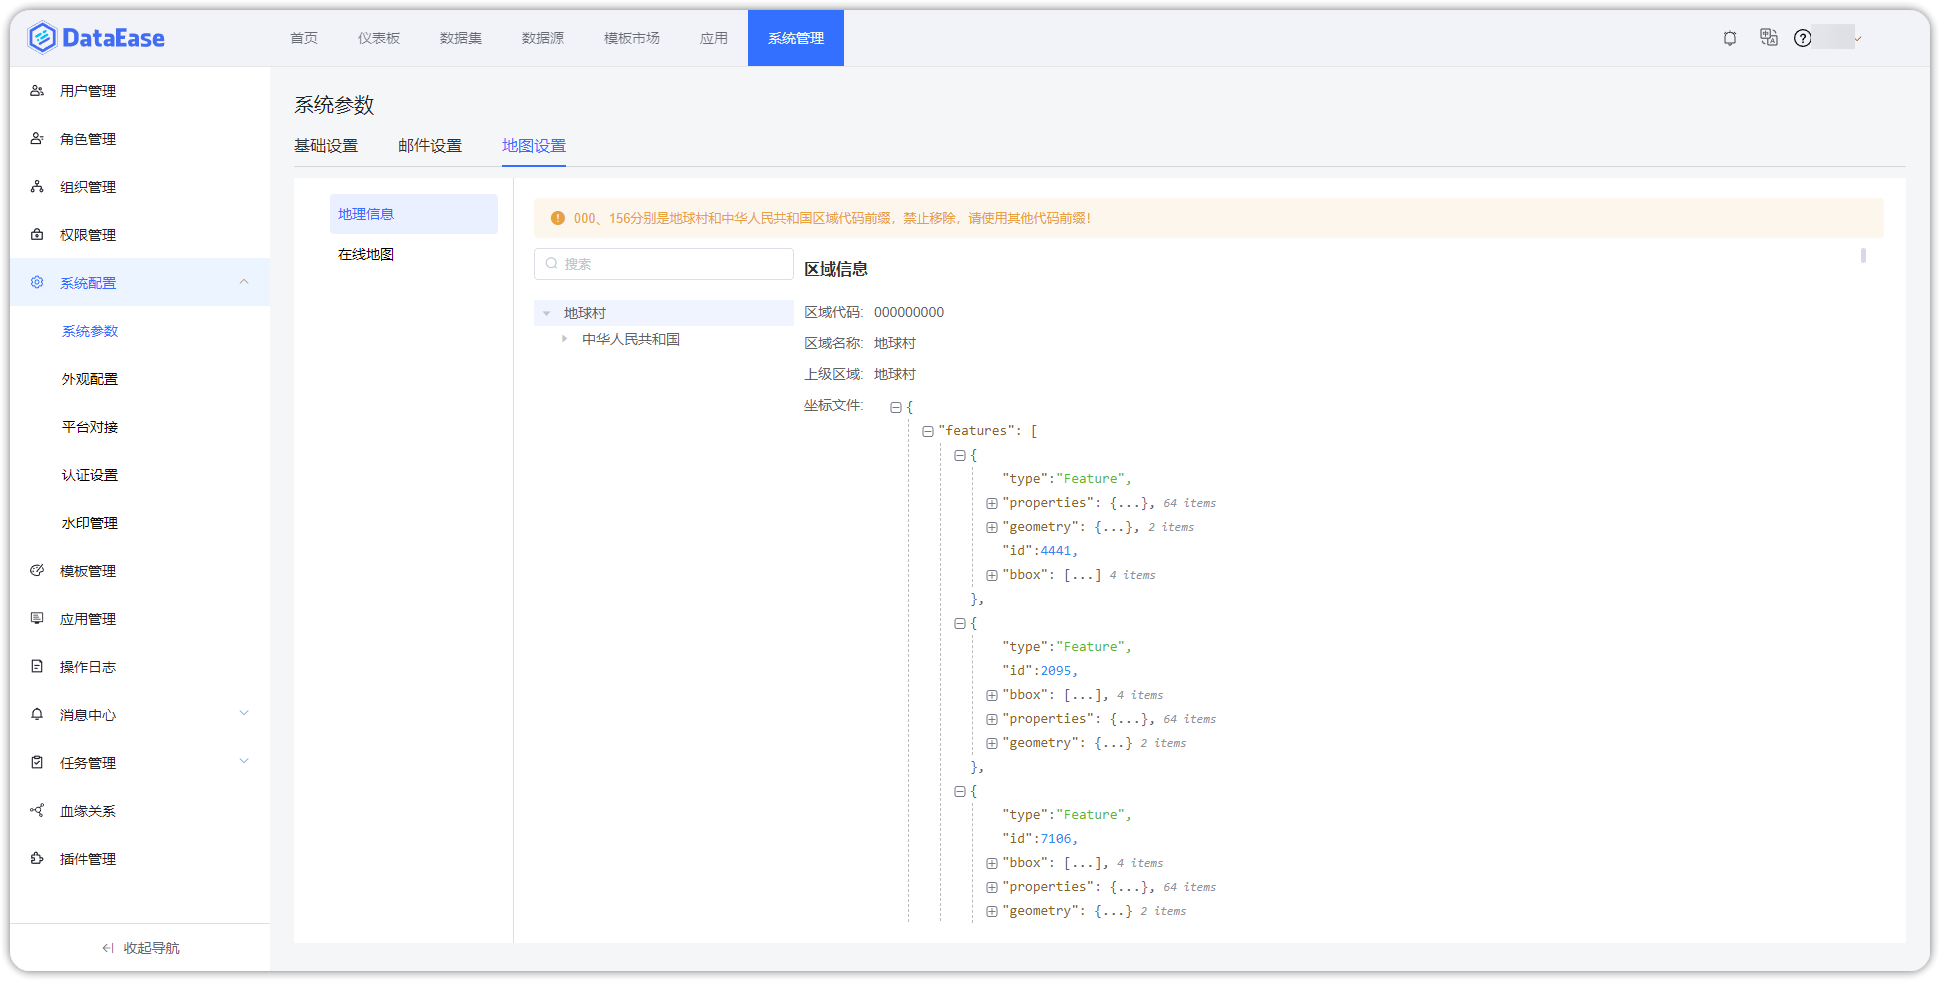 DataEase
首页 仪表板 数据集 数据源 模板市场 应用 系统管理
用户管理
角色管理
组织管理
权限管理
系统配置
系统参数
外观配置
平台对接
认证设置
水印管理
模板管理
应用管理
操作日志
消息中心
任务管理
血缘关系
插件管理
收起导航
系统参数
基础设置 邮件设置 地图设置
地理信息
在线地图
000、156分别是地球村和中华人民共和国区域代码前缀，禁止移除，请使用其他代码前缀！
搜索
地球村
中华人民共和国
区域信息
区域代码: 000000000
区域名称: 地球村
上级区域: 地球村
坐标文件: {
"features": [
{
"type":"Feature",
"properties": {...}, 64 items
"geometry": {...}, 2 items
"id":4441,
"bbox": [...] 4 items
},
{
"type":"Feature",
"id":2095,
"bbox": [...], 4 items
"properties": {...}, 64 items
"geometry": {...} 2 items
},
{
"type":"Feature",
"id":7106,
"bbox": [...], 4 items
"properties": {...}, 64 items
"geometry": {...} 2 items